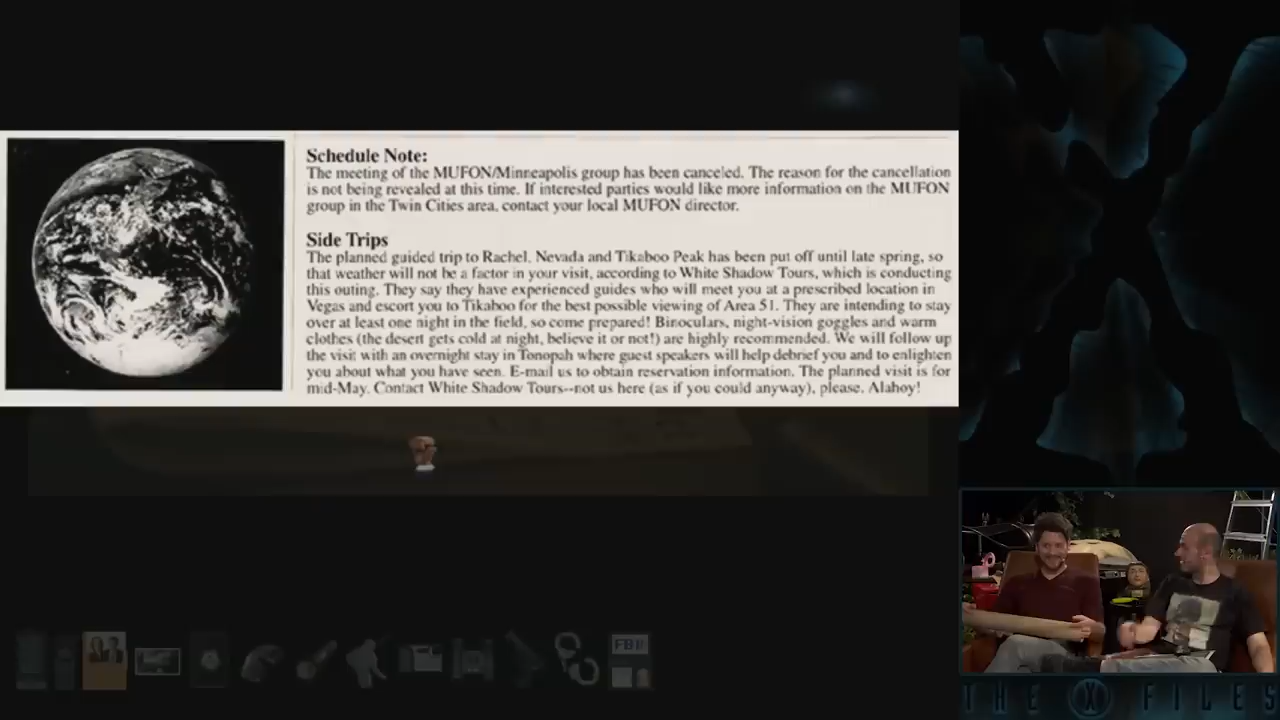 Schedule Note:
The meeting of the MUFON/Minneapolis group has been canceled. The reason for the cancellation
is not being revealed at this time. If interested parties would like more information on the MUFON
group in the Twin Cities area, contact your local MUFON director.
Side Trips
The planned guided trip to Rachel, Nevada and Tikaboo Peak has been put off until late spring, so
that weather will not be a factor in your visit, according to White Shadow Tours, which is conducting
this outing. They say they have experienced guides who will meet you at a prescribed location in
Vegas and escort you to Tikaboo for the best possible viewing of Area 51. They are intending to stay
over at least one night in the field, so come prepared! Binoculars, night-vision goggles and warm
clothes (the desert gets cold at night, believe it or not!) are highly recommended. We will follow up
the visit with an overnight stay in Tonopah where guest speakers will help debrief you and to enlighten
you about what you have seen. E-mail us to obtain reservation information. The planned visit is for
mid-May. Contact White Shadow Tours--not us here (as if you could anyway), please. Alahoy!
FBI
THE X FILES